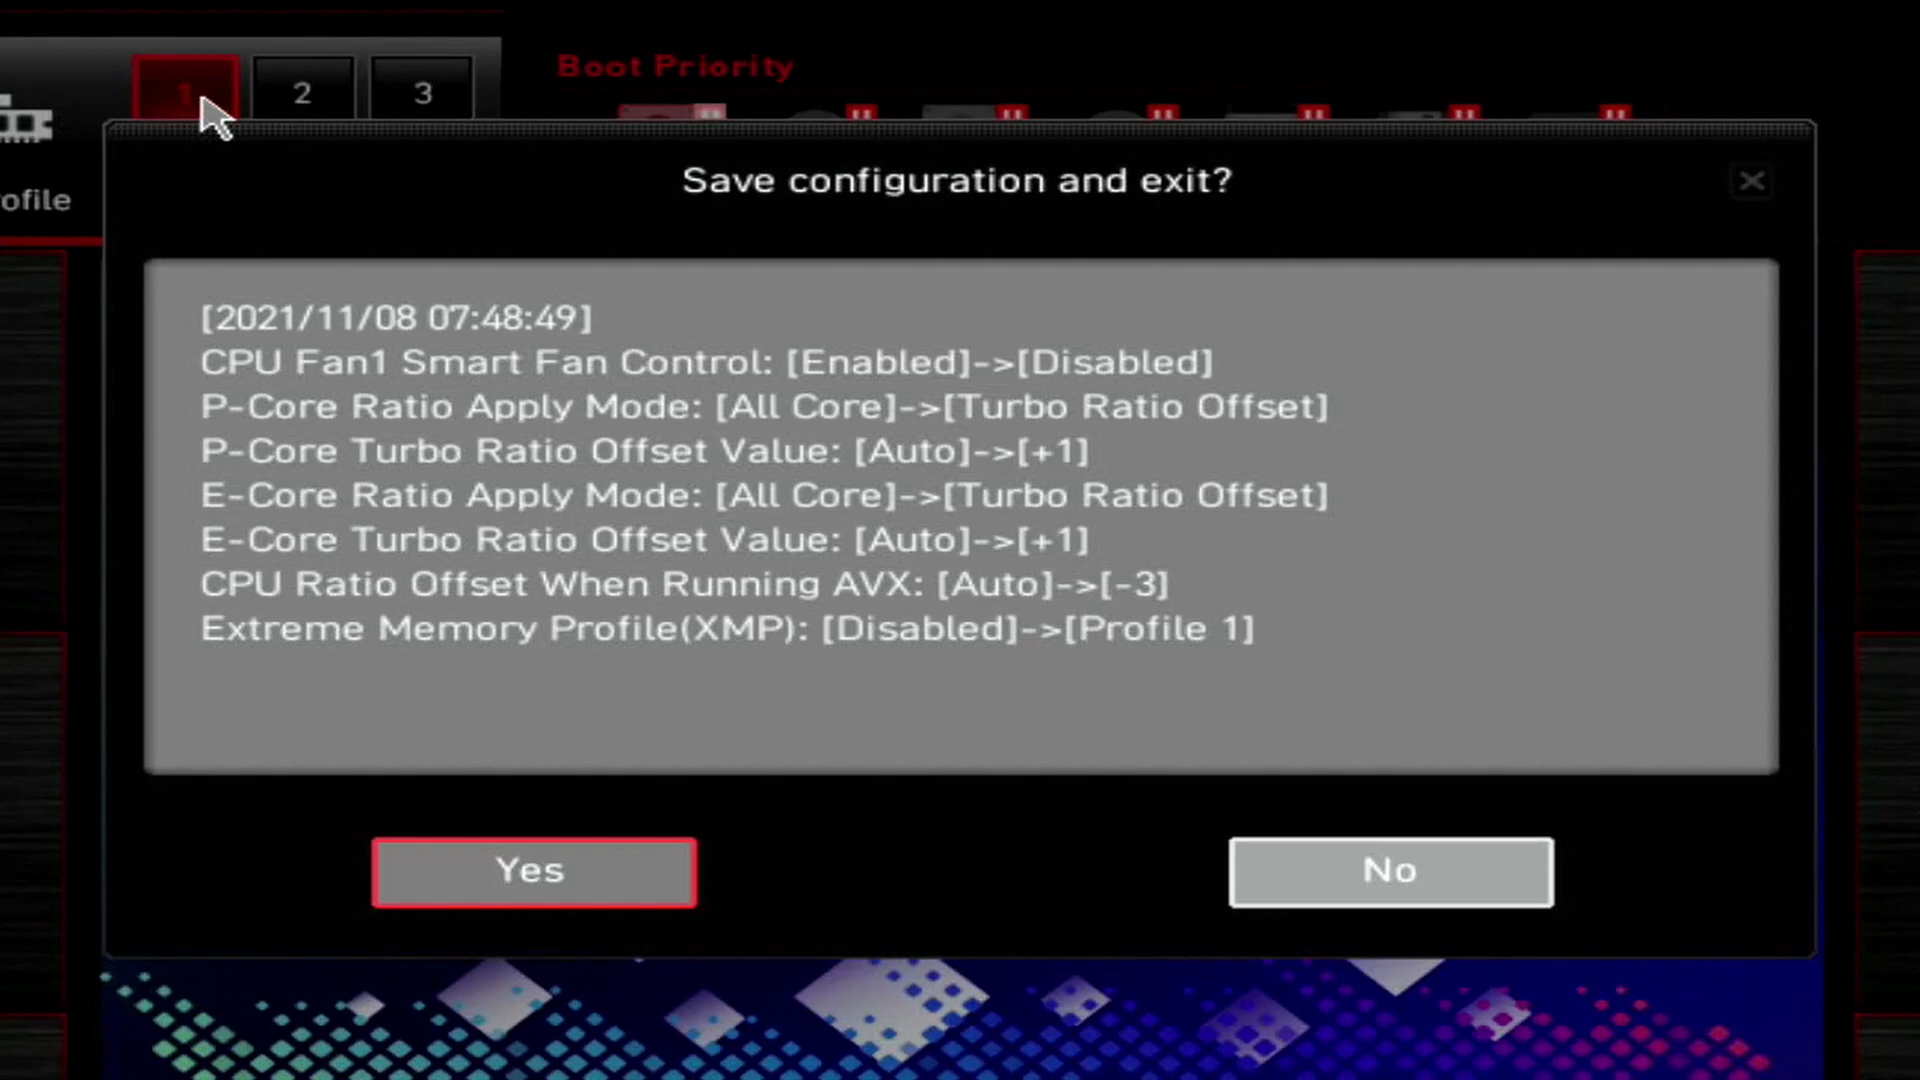 1
2
3
Boot Priority
ofile
Save configuration and exit?
[2021/11/08 07:48:49]
CPU Fan1 Smart Fan Control: [Enabled]->[Disabled]
P-Core Ratio Apply Mode: [All Core]->[Turbo Ratio Offset]
P-Core Turbo Ratio Offset Value: [Auto]->[+1]
E-Core Ratio Apply Mode: [All Core]->[Turbo Ratio Offset]
E-Core Turbo Ratio Offset Value: [Auto]->[+1]
CPU Ratio Offset When Running AVX: [Auto]->[-3]
Extreme Memory Profile(XMP): [Disabled]->[Profile 1]
Yes
No